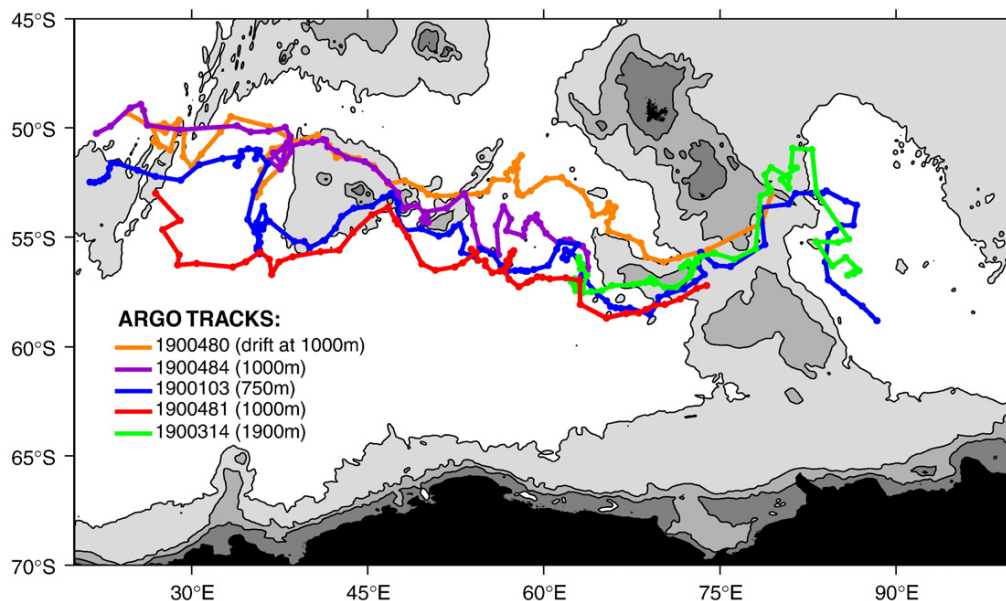 45°S
50°S
55°S
60°S
65°S
70°S
ARGO TRACKS:
1900480 (drift at 1000m)
1900484 (1000m)
1900103 (750m)
1900481 (1000m)
1900314 (1900m)
30°E 45°E 60°E 75°E 90°E